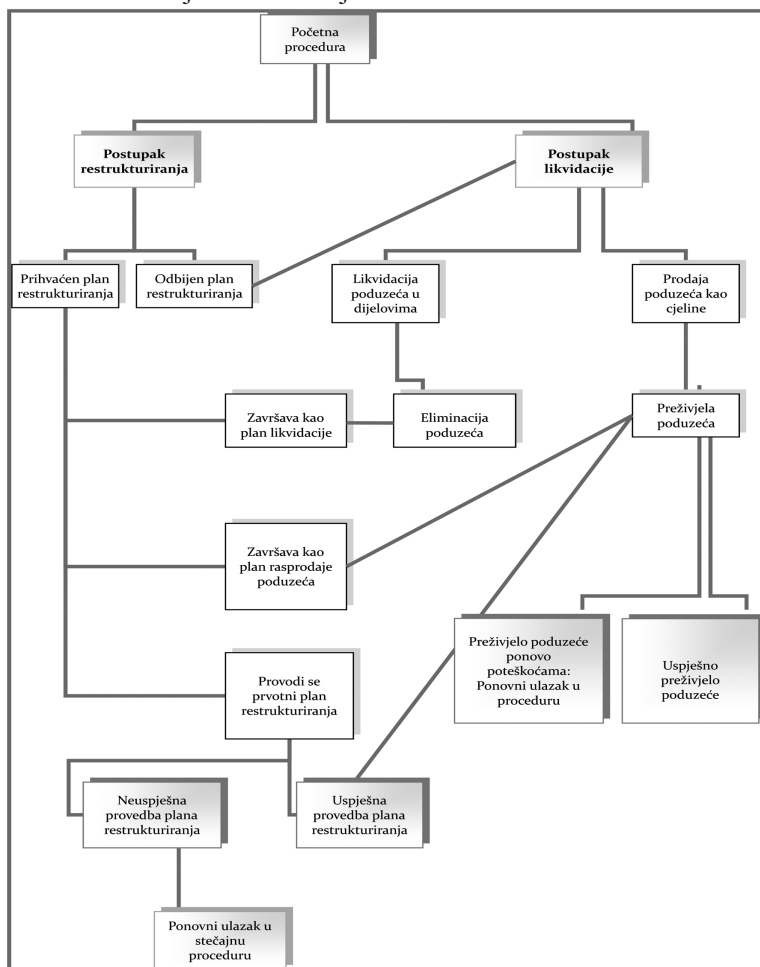 Početna
procedura
Postupak
restrukturiranja
Postupak
likvidacije
Prihvaćen plan
restrukturiranja
Odbijen plan
restrukturiranja
Likvidacija
poduzeća u
dijelovima
Prodaja
poduzeća kao
cjeline
Završava kao
plan likvidacije
Eliminacija
poduzeća
Preživjela
poduzeća
Završava kao
plan rasprodaje
poduzeća
Preživjelo poduzeće
ponovo
poteškoćama:
Ponovni ulazak u
proceduru
Uspješno
preživjelo
poduzeće
Provodi se
prvotni plan
restrukturiranja
Neuspješna
provedba plana
restrukturiranja
Uspješna
provedba plana
restrukturiranja
Ponovni ulazak u
stečajnu
proceduru